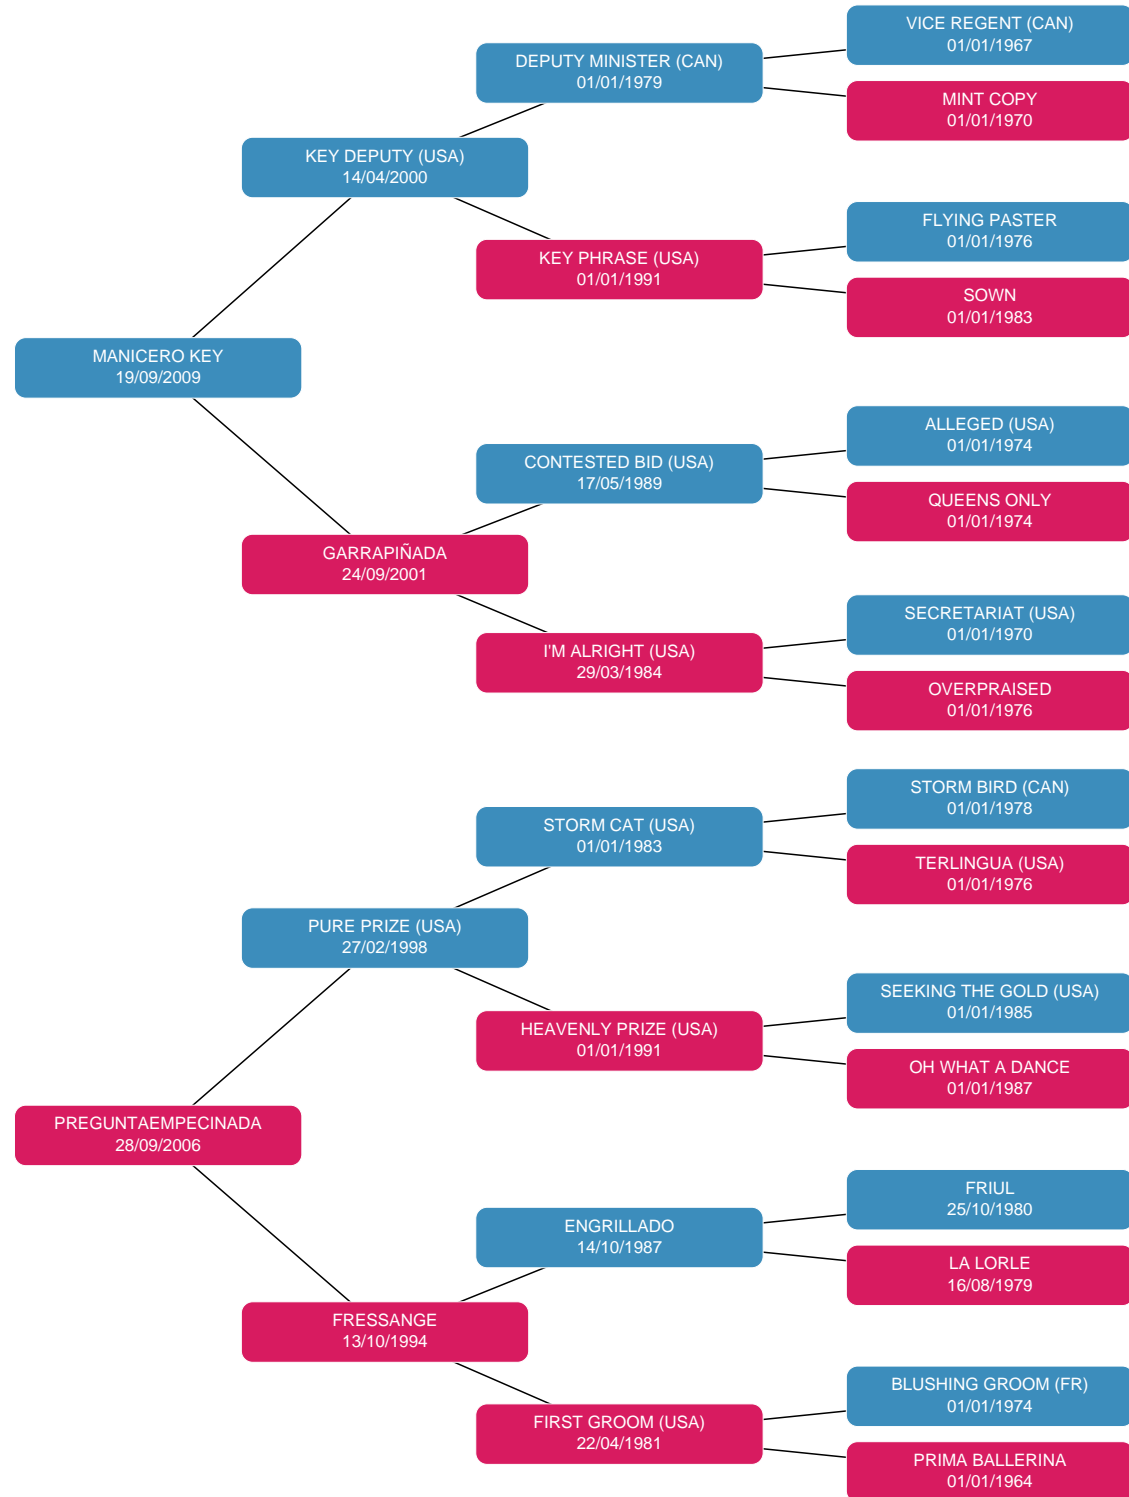 VICE REGENT (CAN)
01/01/1967
DEPUTY MINISTER (CAN)
01/01/1979
MINT COPY
01/01/1970
KEY DEPUTY (USA)
14/04/2000
FLYING PASTER
01/01/1976
KEY PHRASE (USA)
01/01/1991
SOWN
01/01/1983
MANICERO KEY
19/09/2009
ALLEGED (USA)
01/01/1974
CONTESTED BID (USA)
17/05/1989
QUEENS ONLY
01/01/1974
GARRAPIÑADA
24/09/2001
SECRETARIAT (USA)
01/01/1970
I'M ALRIGHT (USA)
29/03/1984
OVERPRAISED
01/01/1976
STORM BIRD (CAN)
01/01/1978
STORM CAT (USA)
01/01/1983
TERLINGUA (USA)
01/01/1976
PURE PRIZE (USA)
27/02/1998
SEEKING THE GOLD (USA)
01/01/1985
HEAVENLY PRIZE (USA)
01/01/1991
OH WHAT A DANCE
01/01/1987
PREGUNTAEMPECINADA
28/09/2006
FRIUL
25/10/1980
ENGRILLADO
14/10/1987
LA LORLE
16/08/1979
FRESSANGE
13/10/1994
BLUSHING GROOM (FR)
01/01/1974
FIRST GROOM (USA)
22/04/1981
PRIMA BALLERINA
01/01/1964